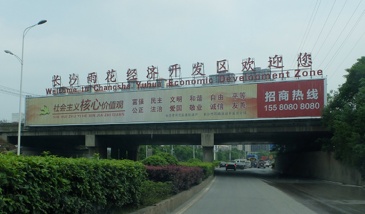 长沙雨花经济开发区欢迎您
Welcome to Changsha Yuhua Economic Development Zone
社会主义核心价值观
富强 民主 文明 和谐 自由 平等
公正 法治 爱国 敬业 诚信 友善
招商热线
155 8080 8080